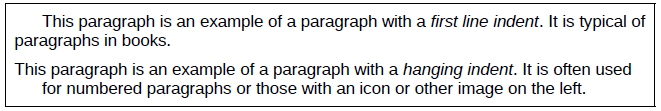 This paragraph is an example of a paragraph with a first line indent. It is typical of
paragraphs in books.
This paragraph is an example of a paragraph with a hanging indent. It is often used
for numbered paragraphs or those with an icon or other image on the left.